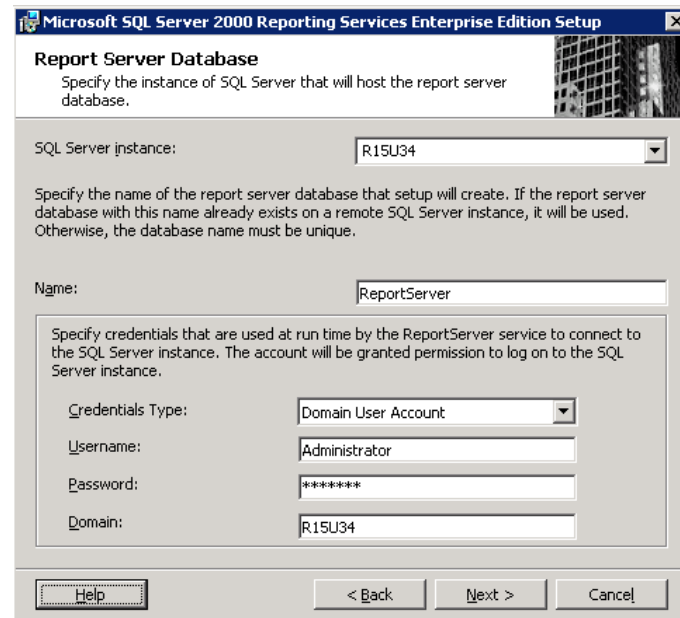 Microsoft SQL Server 2000 Reporting Services Enterprise Edition Setup
Report Server Database
Specify the instance of SQL Server that will host the report server
database.
SQL Server instance: R15U34
Specify the name of the report server database that setup will create. If the report server
database with this name already exists on a remote SQL Server instance, it will be used.
Otherwise, the database name must be unique.
Name: ReportServer
Specify credentials that are used at run time by the ReportServer service to connect to
the SQL Server instance. The account will be granted permission to log on to the SQL
Server instance.
Credentials Type: Domain User Account
Username: Administrator
Password: *******
Domain: R15U34
Help < Back Next > Cancel